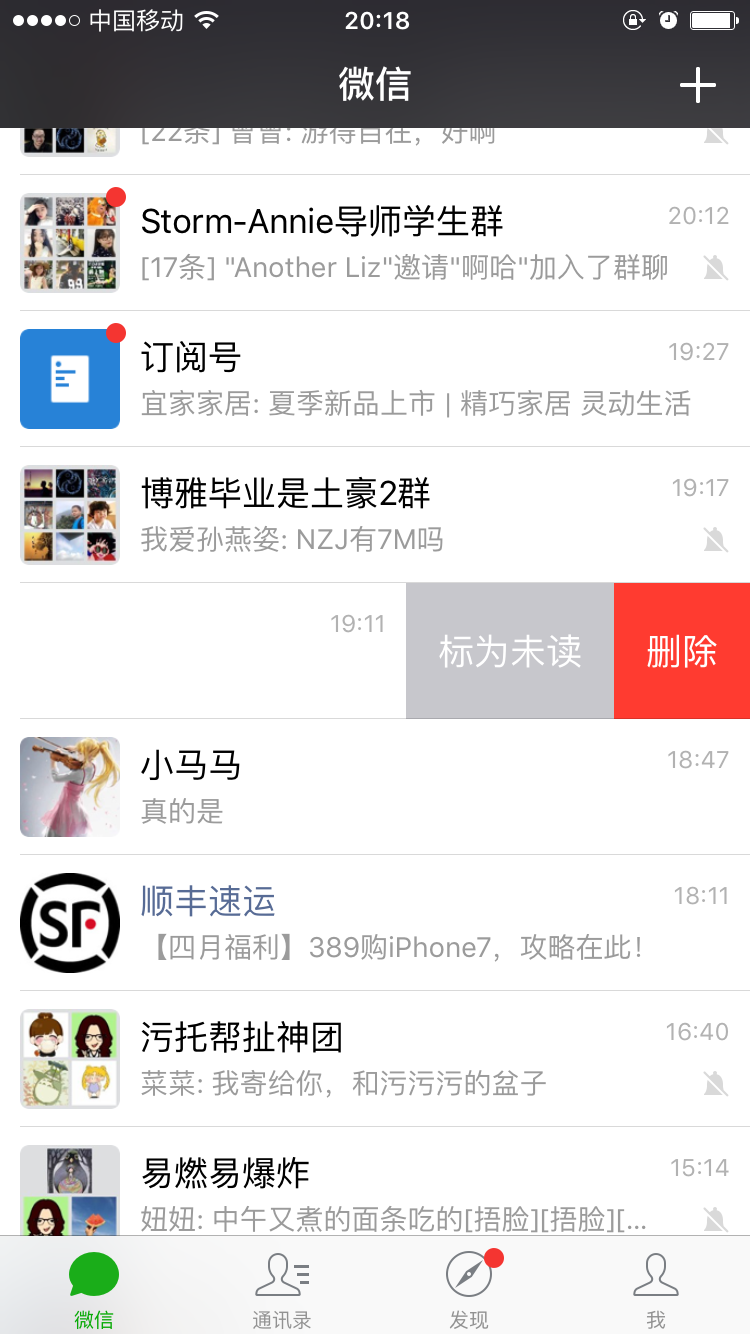 中国移动
20:18
微信
[22条] 曾曾: 游得自在，好啊
Storm-Annie导师学生群
20:12
[17条] "Another Liz"邀请"啊哈"加入了群聊
订阅号
19:27
宜家家居: 夏季新品上市 | 精巧家居 灵动生活
博雅毕业是土豪2群
19:17
我爱孙燕姿: NZJ有7M吗
19:11
标为未读
删除
小马马
18:47
真的是
SF
顺丰速运
18:11
【四月福利】389购iPhone7，攻略在此！
污托帮扯神团
16:40
菜菜: 我寄给你，和污污污的盆子
易燃易爆炸
15:14
妞妞: 中午又煮的面条吃的[捂脸][捂脸][...
微信
通讯录
发现
我